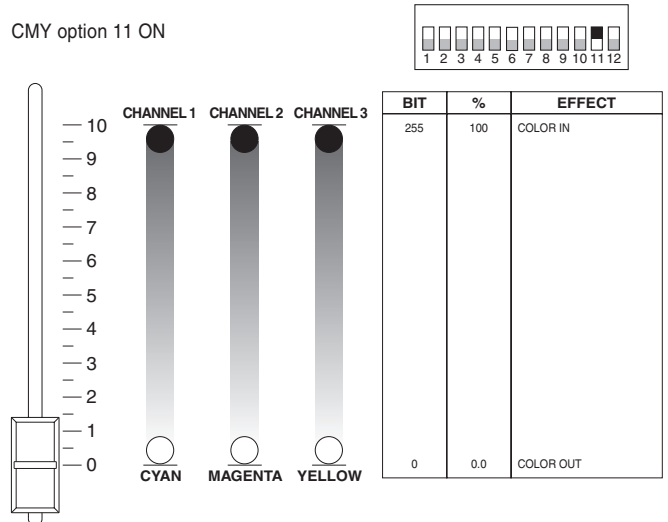 CMY option 11 ON
1 2 3 4 5 6 7 8 9 10 11 12
CHANNEL 1 CHANNEL 2 CHANNEL 3
10
9
8
7
6
5
4
3
2
1
0
CYAN MAGENTA YELLOW
BIT % EFFECT
255 100 COLOR IN
0 0.0 COLOR OUT